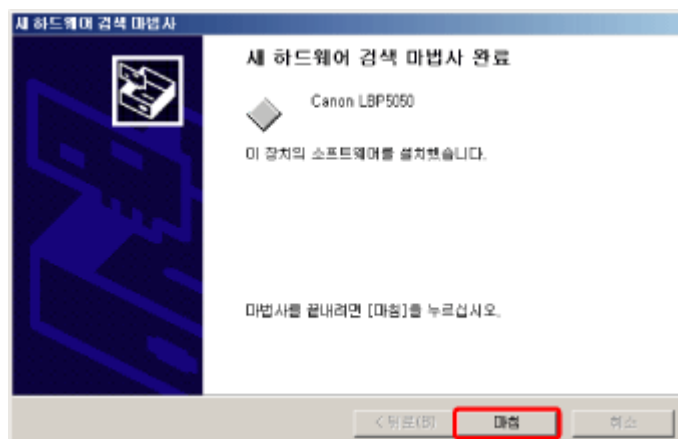 새 하드웨어 검색 마법사
새 하드웨어 검색 마법사 완료
Canon LBP5050
이 장치의 소프트웨어를 설치했습니다.
마법사를 끝내려면 [마침]을 누르십시오.
< 뒤로(B) 마침 취소